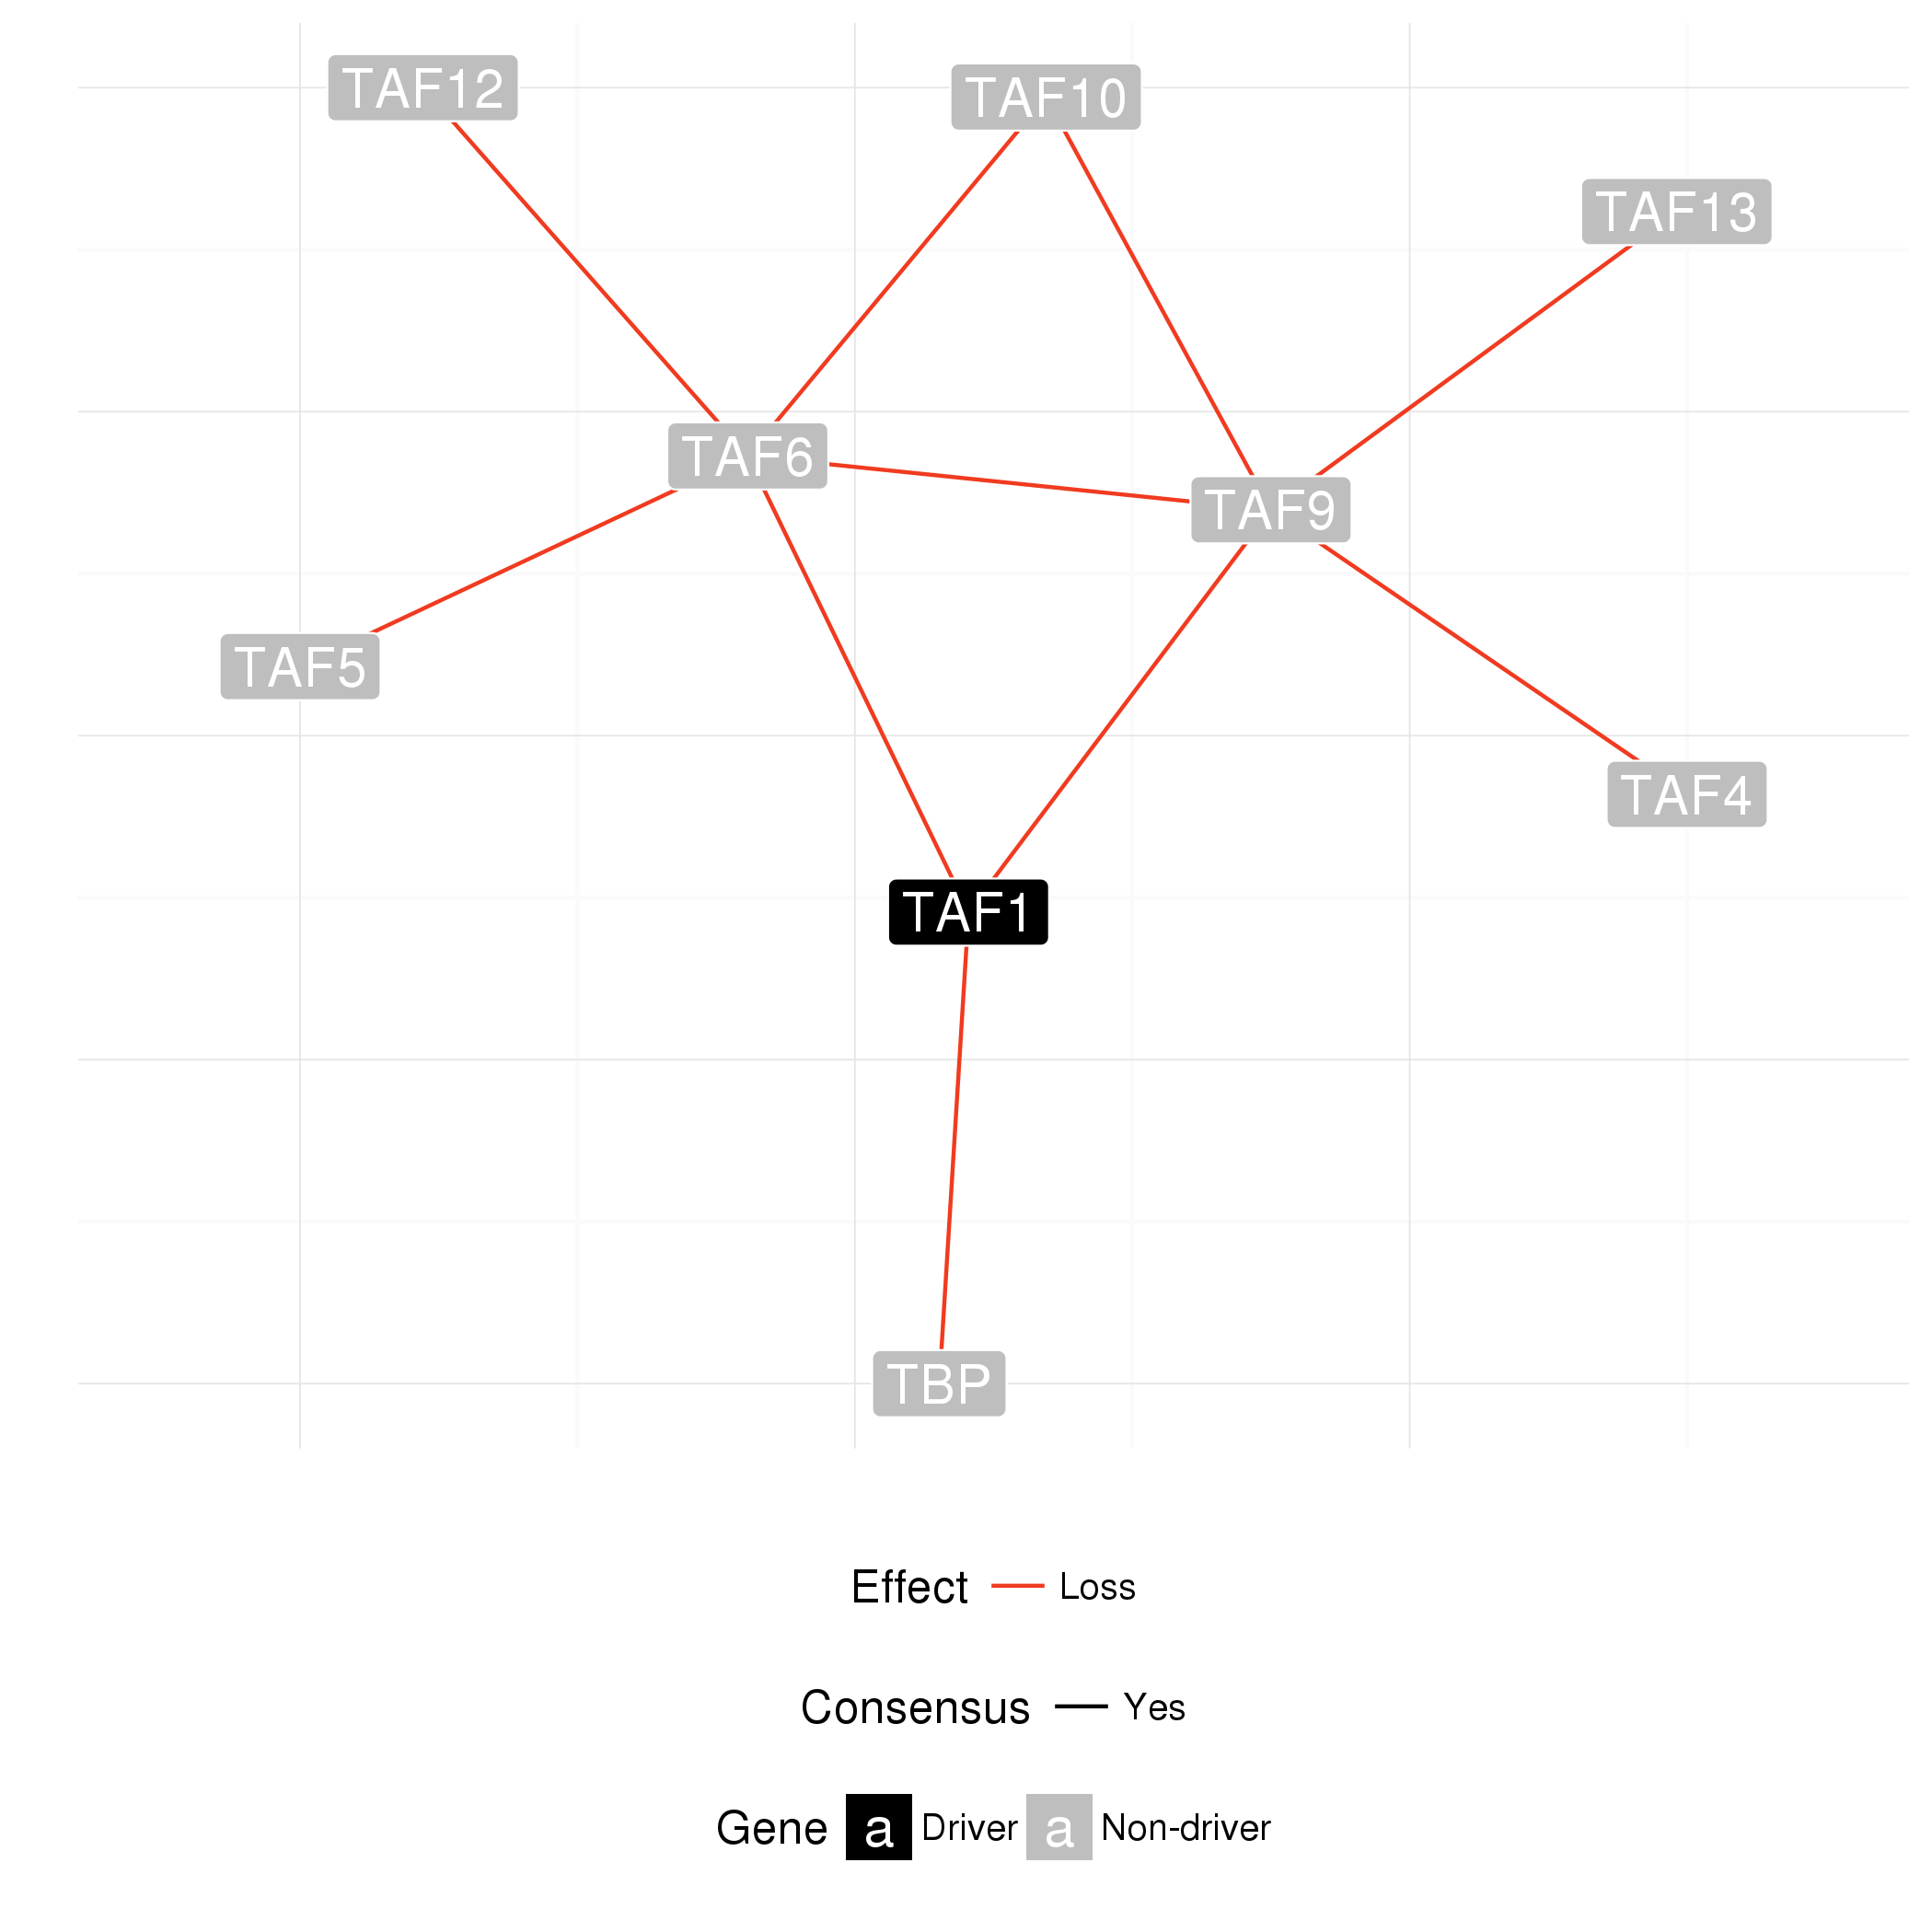 TAF12
TAF10
TAF13
TAF6
TAF9
TAF5
TAF4
TAF1
TBP
Effect Loss
Consensus Yes
Gene a Driver a Non-driver